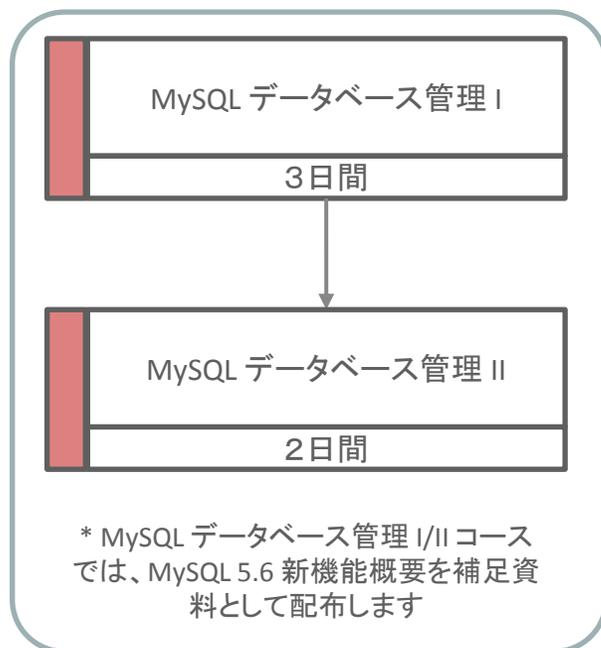 MySQL データベース管理 I
3日間
MySQL データベース管理 II
2日間
* MySQL データベース管理 I/II コース
では、MySQL 5.6 新機能概要を補足資
料として配布します